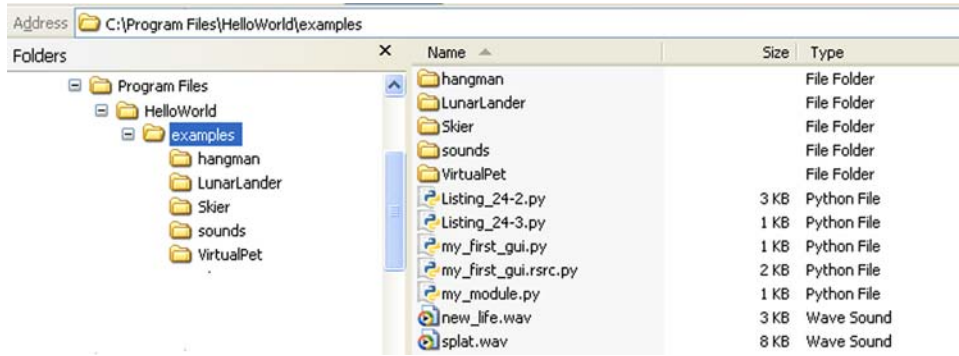 Address C:\Program Files\HelloWorld\examples
Folders
Program Files
HelloWorld
examples
hangman
LunarLander
Skier
sounds
VirtualPet
Name Size Type
hangman File Folder
LunarLander File Folder
Skier File Folder
sounds File Folder
VirtualPet File Folder
Listing_24-2.py 3 KB Python File
Listing_24-3.py 1 KB Python File
my_first_gui.py 1 KB Python File
my_first_gui.rsrc.py 2 KB Python File
my_module.py 1 KB Python File
new_life.wav 3 KB Wave Sound
splat.wav 8 KB Wave Sound